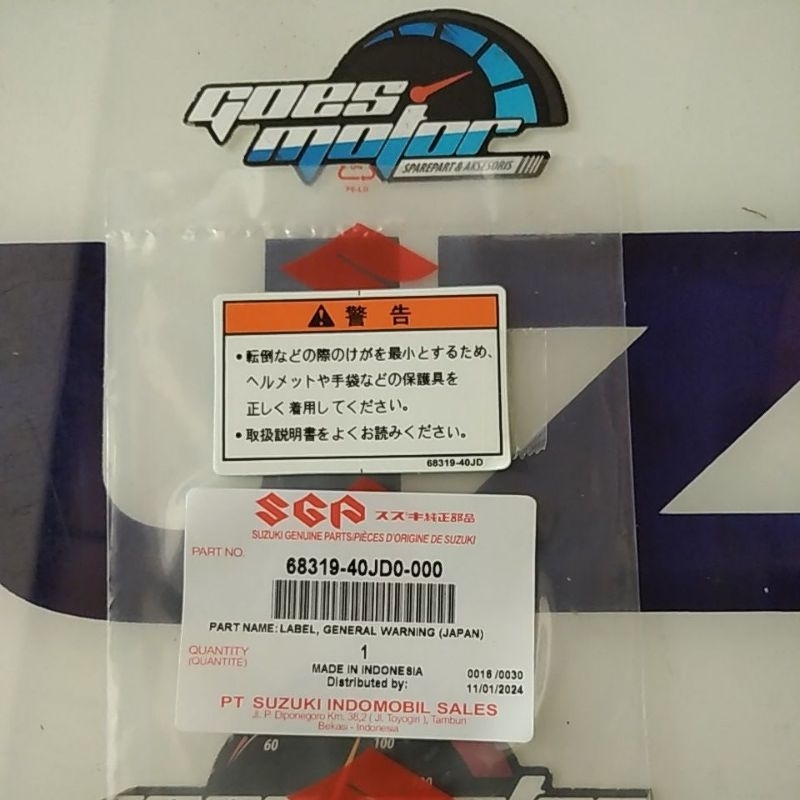 GOES
MOTOR
SPAREPART & AKSESORIS
PE-LD
警告
・転倒などの際のけがを最小とするため、
ヘルメットや手袋などの保護具を
正しく着用してください。
・取扱説明書をよくお読みください。
68319-40JD
SGP スズキ純正部品
SUZUKI GENUINE PARTS/PIÈCES D'ORIGINE DE SUZUKI
PART NO.
68319-40JD0-000
PART NAME: LABEL, GENERAL WARNING (JAPAN)
QUANTITY 1
(QUANTITE)
MADE IN INDONESIA 0016 /0030
Distributed by: 11/01/2024
PT SUZUKI INDOMOBIL SALES
Jl. P. Diponegoro Km. 38,2 ( Jl. Toyogiri ), Tambun
Bekasi - Indonesia
60 100